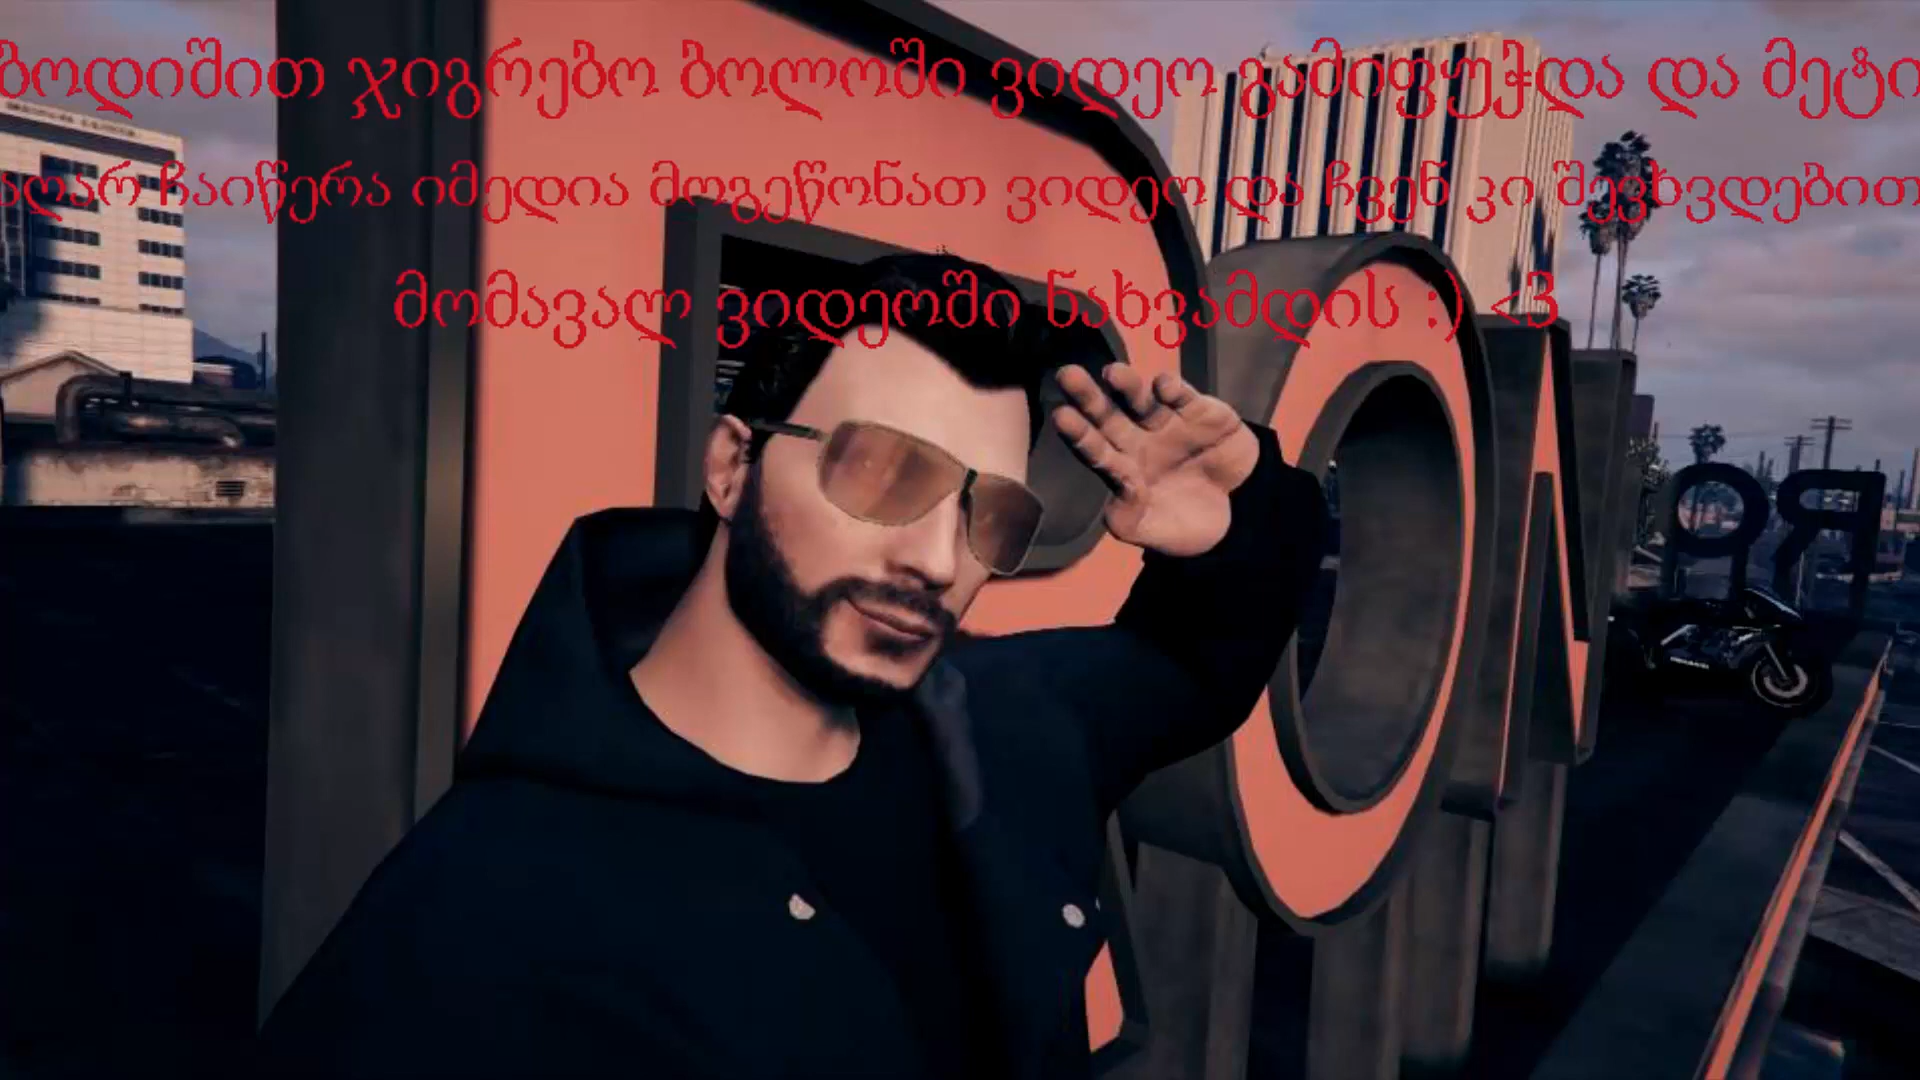 ბოდიშით ჯიგრებო ბოლოში ვიდეო გამიფუჭდა და მეტი
აღარ ჩაიწერა იმედია მოგეწონათ ვიდეო და ჩვენ კი შევხვდებით
მომავალ ვიდეოში ნახვამდის :) <3